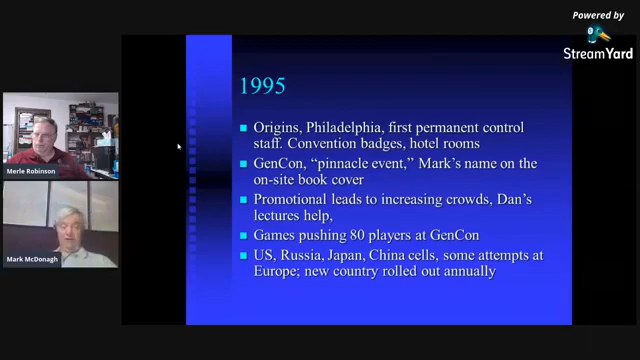 Powered by
StreamYard
1995
Origins, Philadelphia, first permanent control
staff. Convention badges, hotel rooms
GenCon, “pinnacle event,” Mark’s name on the
on-site book cover
Promotional leads to increasing crowds, Dan’s
lectures help,
Games pushing 80 players at GenCon
US, Russia, Japan, China cells, some attempts at
Europe; new country rolled out annually
Merle Robinson
Mark McDonagh